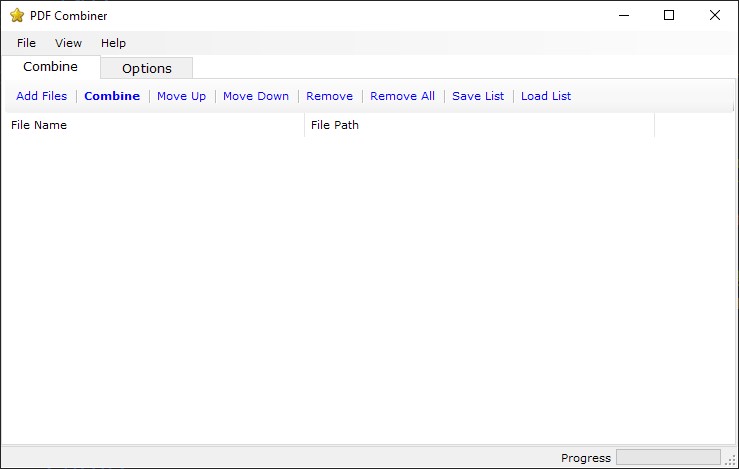 PDF Combiner
File View Help
Combine Options
Add Files Combine Move Up Move Down Remove Remove All Save List Load List
File Name File Path
Progress